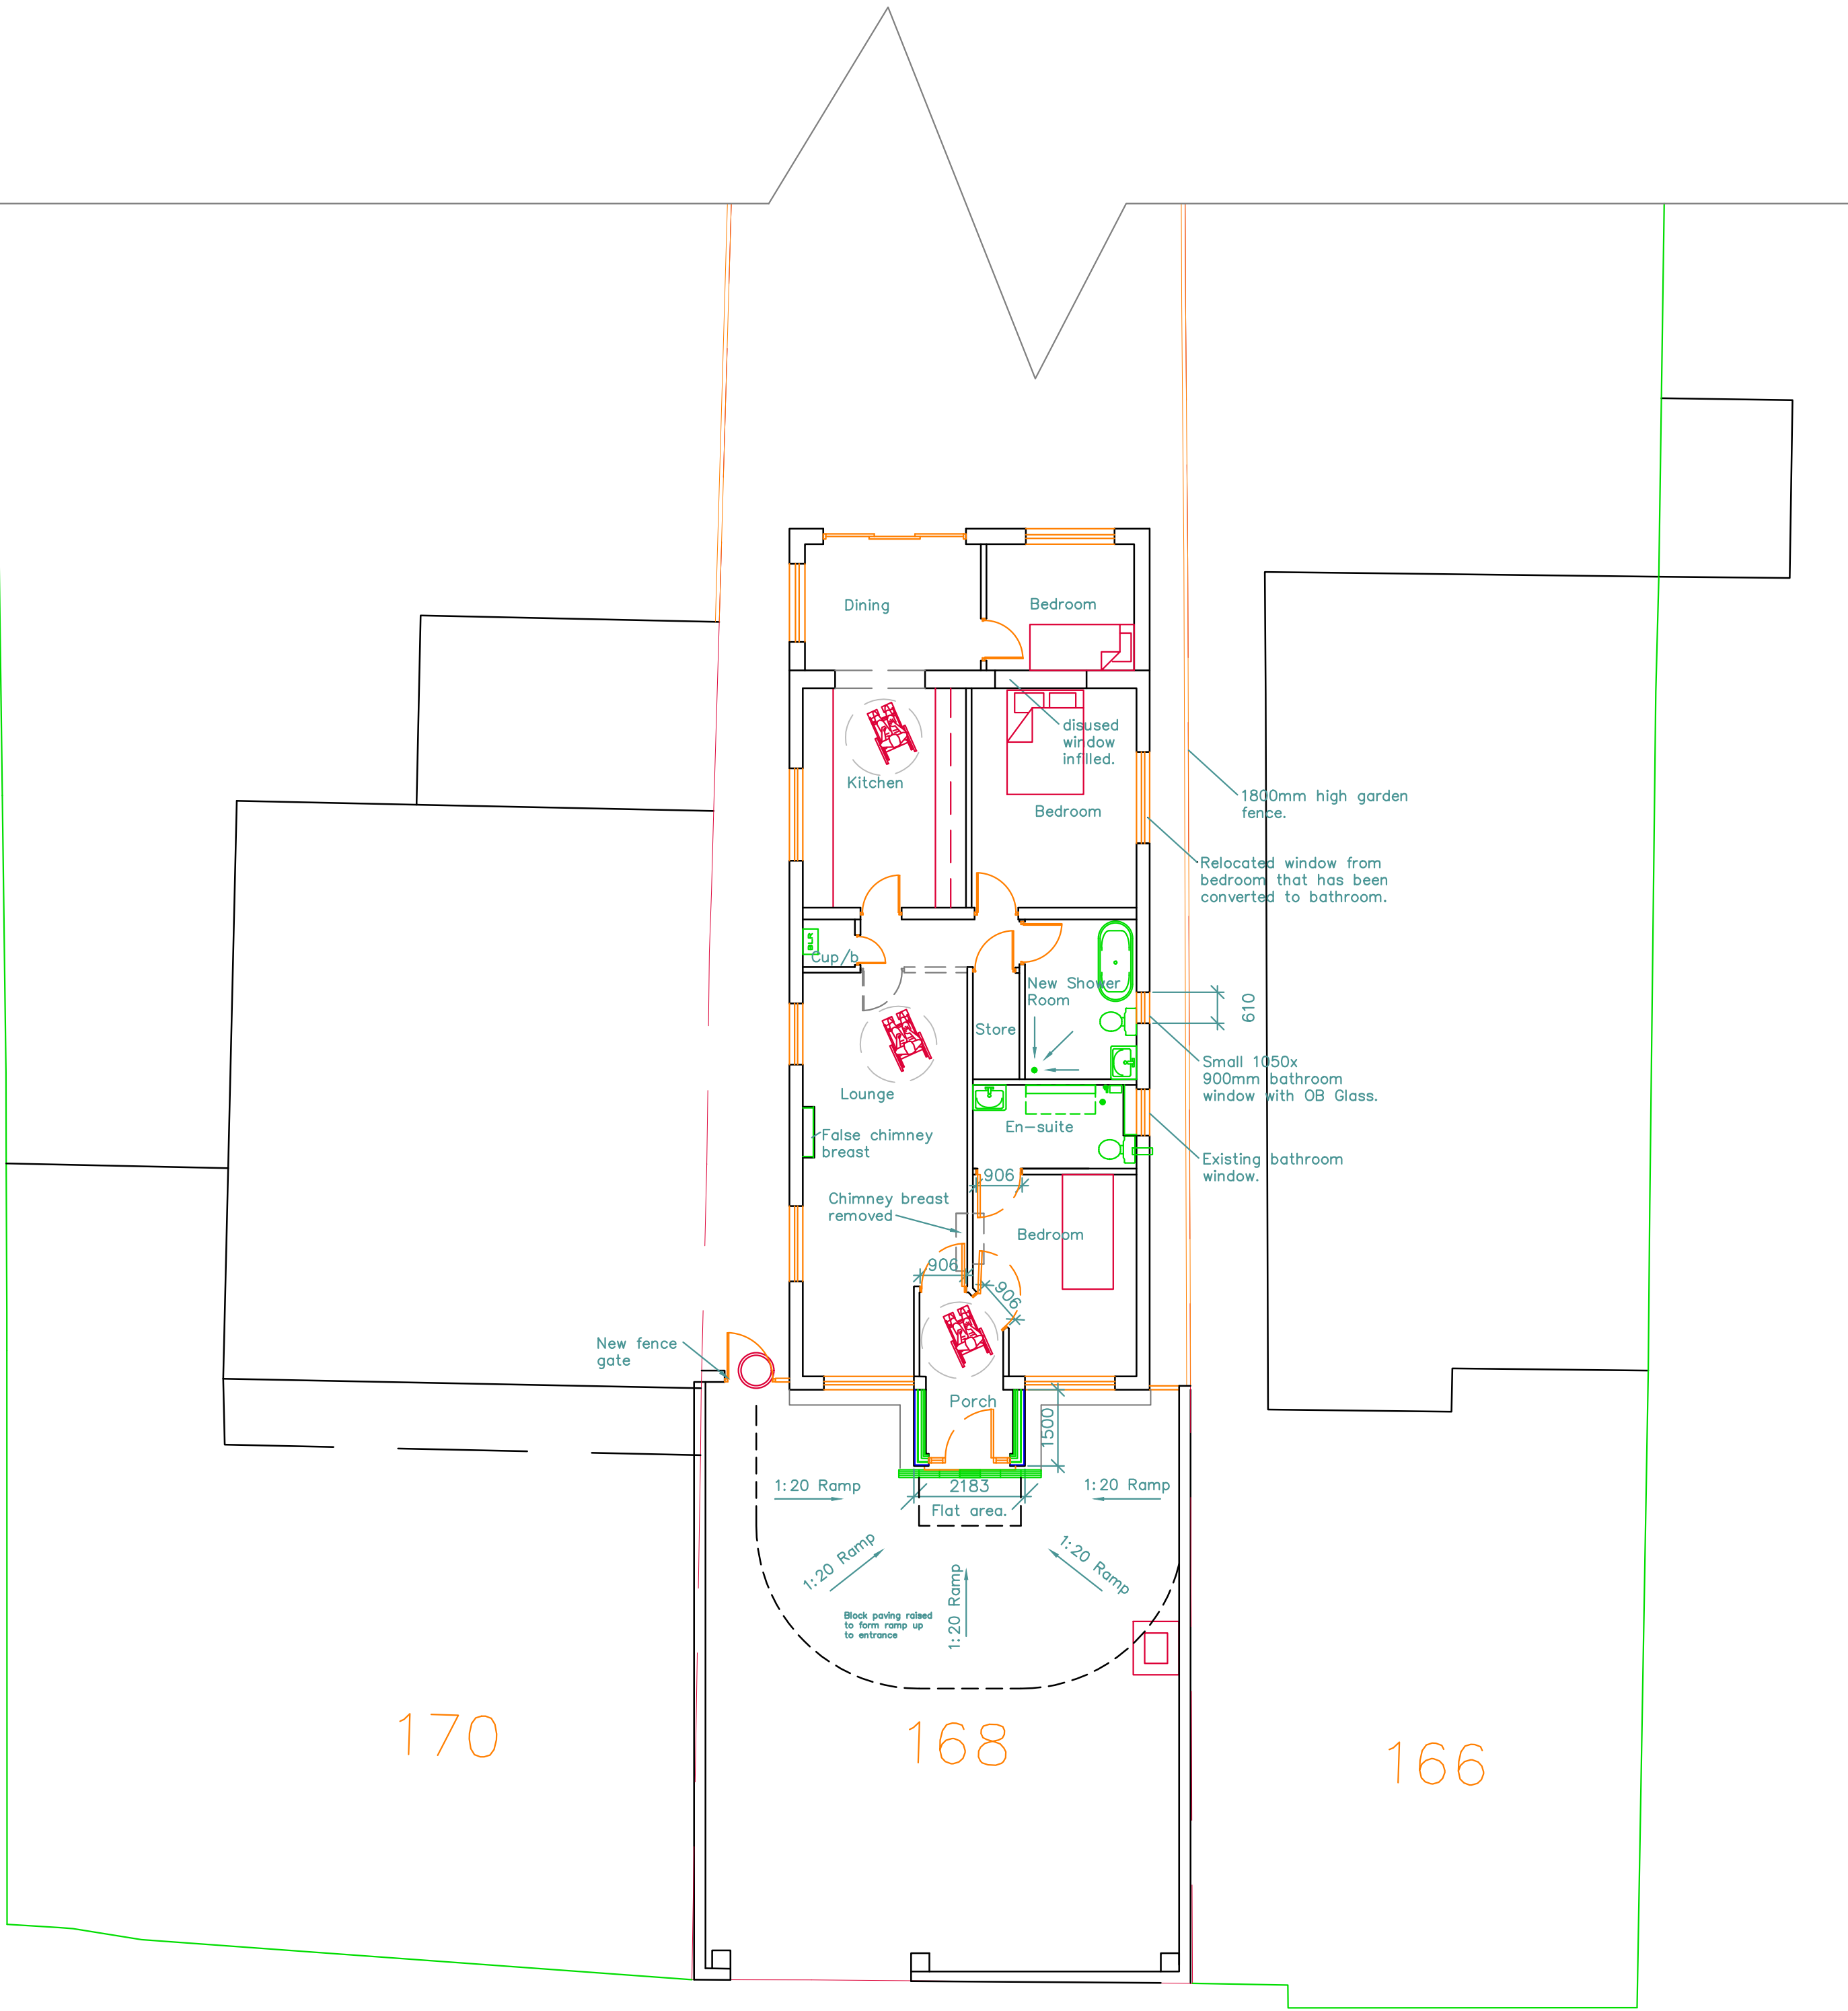 Dining
Bedroom
disused
window
infilled.
Kitchen
Bedroom
1800mm high garden
fence.
Relocated window from
bedroom that has been
converted to bathroom.
BLR
Cup/b
New Shower
Room
610
Store
Small 1050x
900mm bathroom
window with OB Glass.
Lounge
En-suite
False chimney
breast
Existing bathroom
window.
906
Chimney breast
removed
Bedroom
906
906
New fence
gate
Porch
1500
1:20 Ramp
2183
1:20 Ramp
Flat area.
1:20 Ramp
1:20 Ramp
1:20 Ramp
Block paving raised
to form ramp up
to entrance
170
168
166